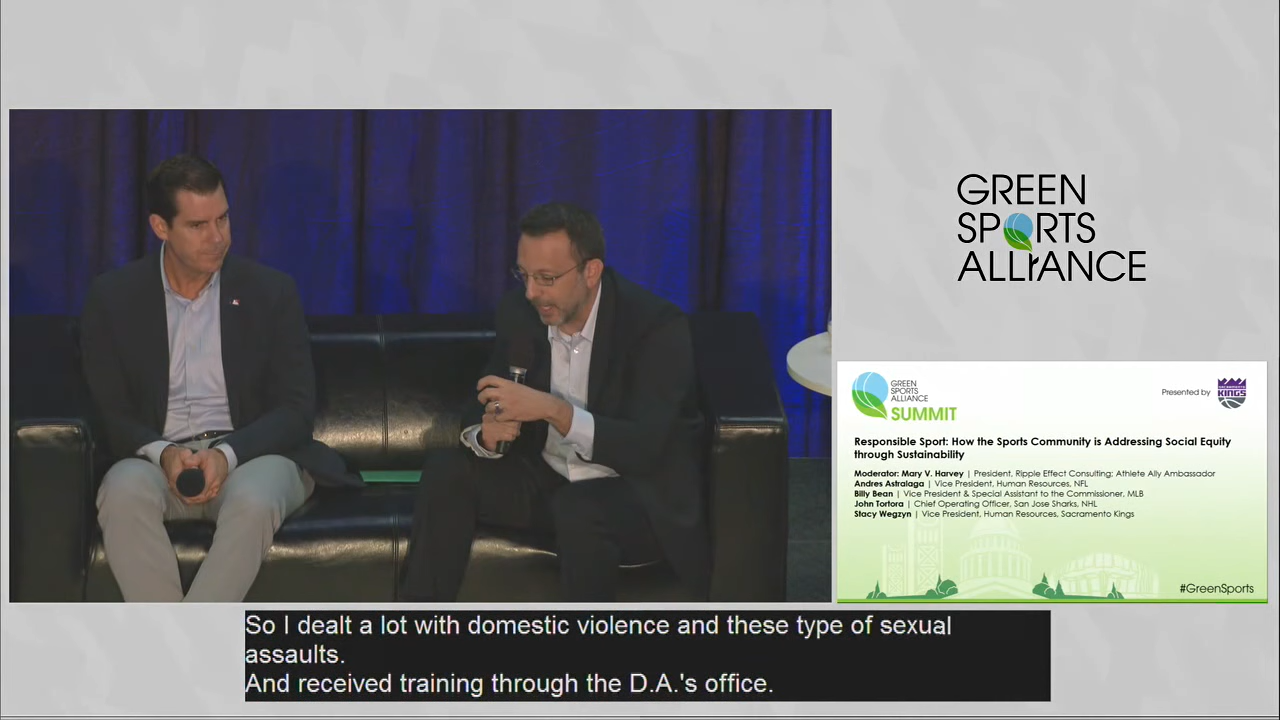 GREEN
SPORTS
ALLIANCE
GREEN
SPORTS
ALLIANCE
SUMMIT
Presented by
SACRAMENTO
KINGS
Responsible Sport: How the Sports Community is Addressing Social Equity
through Sustainability
Moderator: Mary V. Harvey | President, Ripple Effect Consulting; Athlete Ally Ambassador
Andres Astralaga | Vice President, Human Resources, NFL
Billy Bean | Vice President & Special Assistant to the Commissioner, MLB
John Tortora | Chief Operating Officer, San Jose Sharks, NHL
Stacy Wegzyn | Vice President, Human Resources, Sacramento Kings
#GreenSports
So I dealt a lot with domestic violence and these type of sexual
assaults.
And received training through the D.A.'s office.